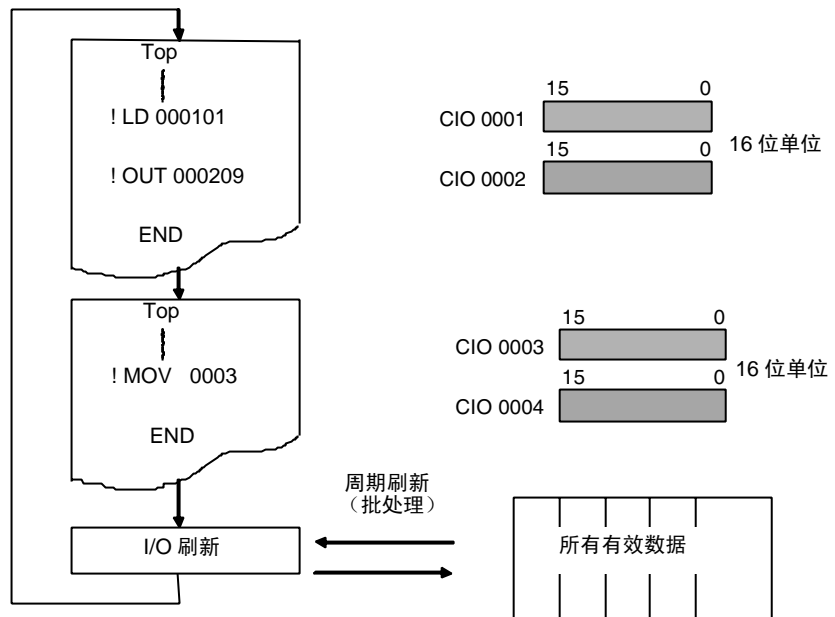 Top
! LD 000101
! OUT 000209
END
15 0
CIO 0001
16 位单位
15 0
CIO 0002
Top
! MOV 0003
END
15 0
CIO 0003
16 位单位
15 0
CIO 0004
周期刷新
（批处理）
I/O 刷新
所有有效数据